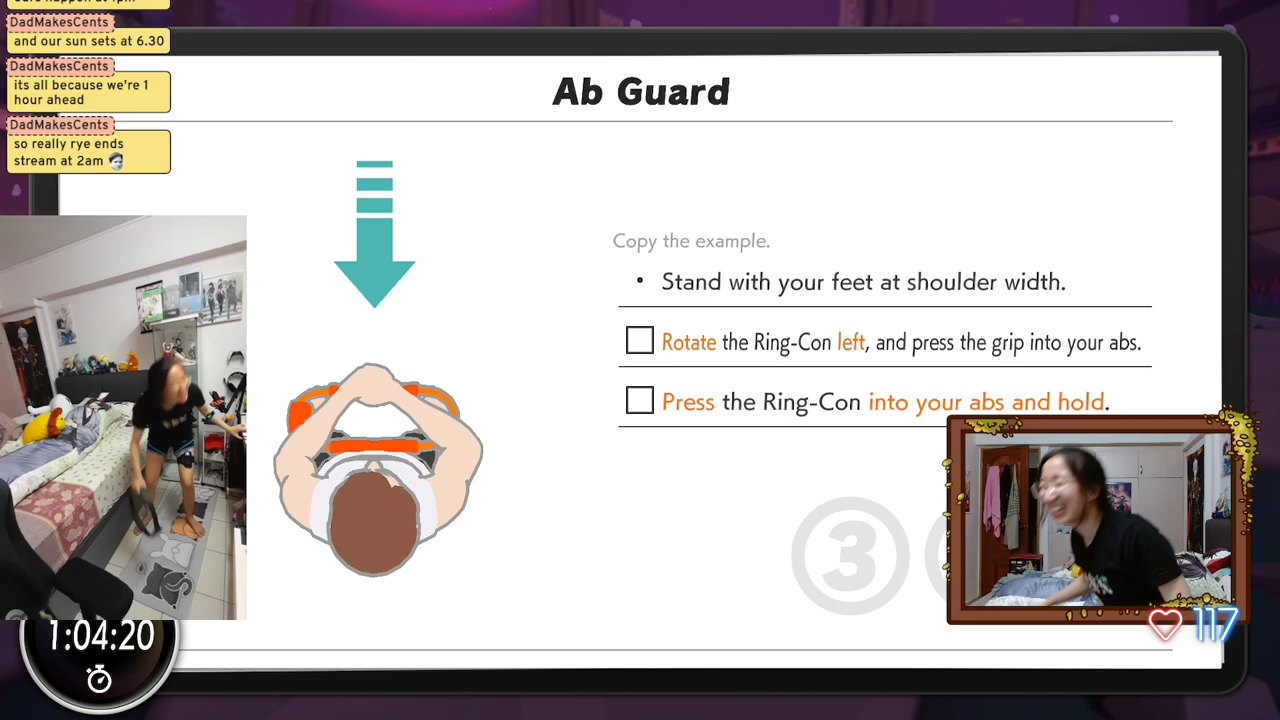 DadMakesCents
and our sun sets at 6.30
DadMakesCents
its all because we're 1
hour ahead
DadMakesCents
so really rye ends
stream at 2am
Ab Guard
Copy the example.
• Stand with your feet at shoulder width.
Rotate the Ring-Con left, and press the grip into your abs.
Press the Ring-Con into your abs and hold.
3
117
1:04:20